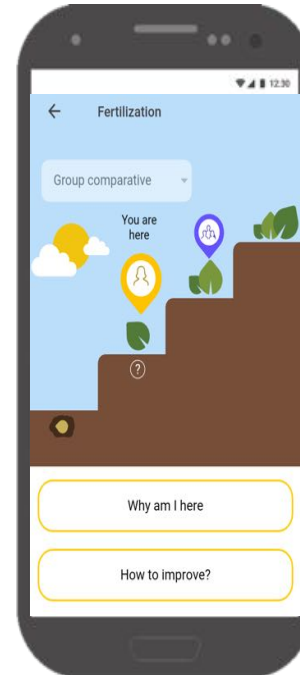 12:30
Fertilization
Group comparative
You are
here
?
Why am I here
How to improve?